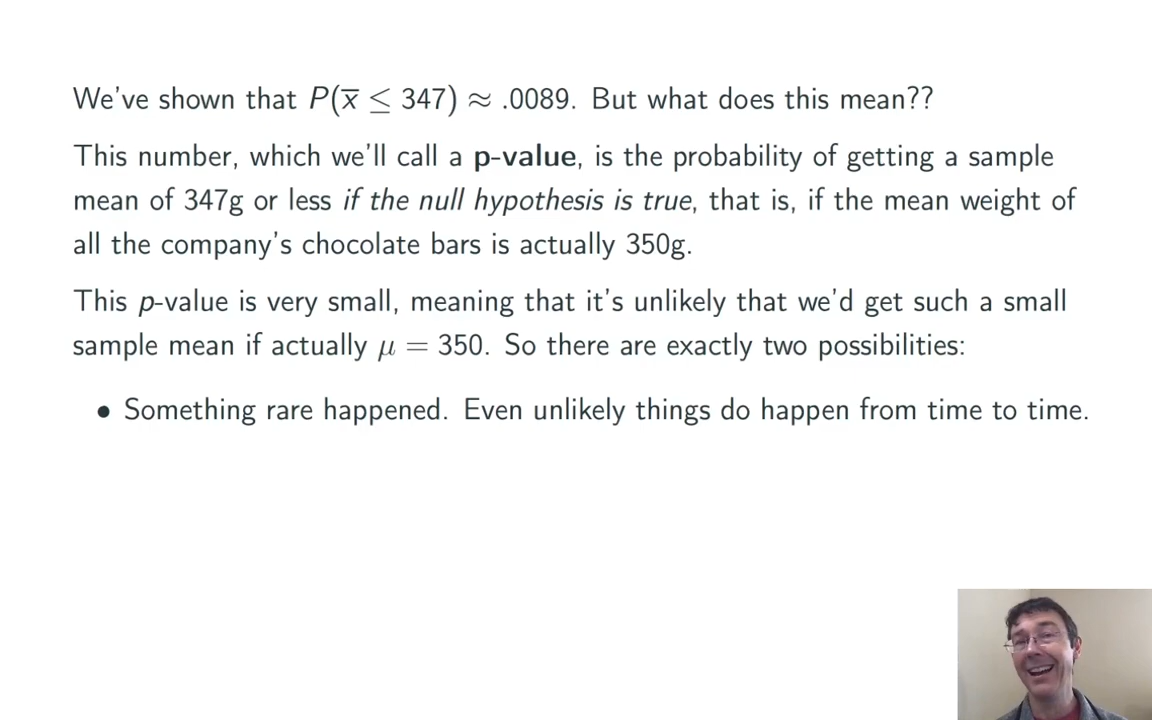 We've shown that P(x̅ ≤ 347) ≈ .0089. But what does this mean??
This number, which we'll call a p-value, is the probability of getting a sample
mean of 347g or less if the null hypothesis is true, that is, if the mean weight of
all the company's chocolate bars is actually 350g.
This p-value is very small, meaning that it's unlikely that we'd get such a small
sample mean if actually μ = 350. So there are exactly two possibilities:
• Something rare happened. Even unlikely things do happen from time to time.